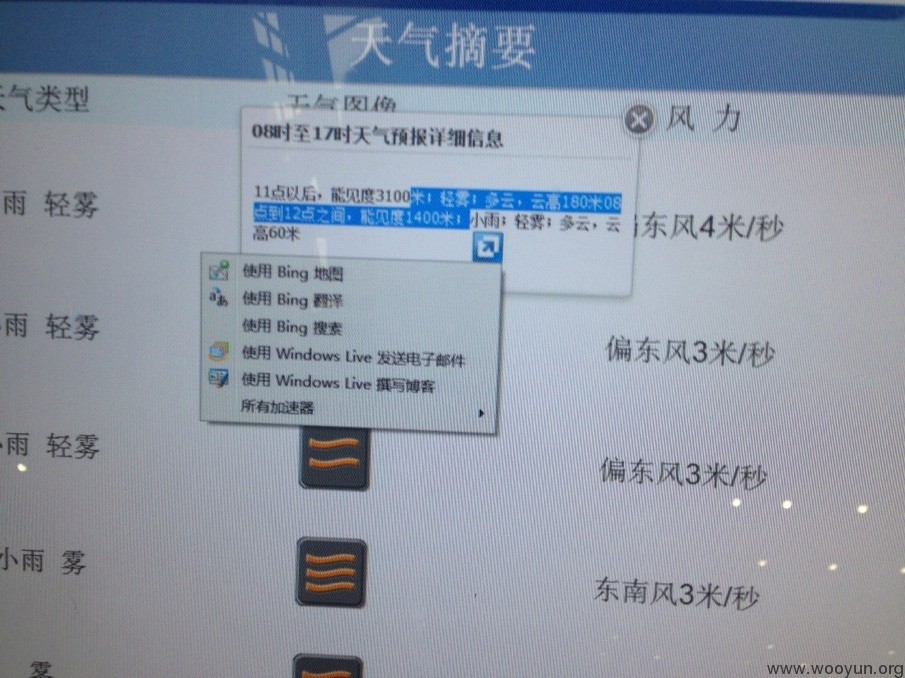 天气摘要
天气类型 天气图像 风 力
08时至17时天气预报详细信息
11点以后，能见度3100米；轻雾；多云，云高180米08
点到12点之间，能见度1400米；小雨；轻雾；多云，云
高60米
雨 轻雾
东风4米/秒
使用 Bing 地图
使用 Bing 翻译
使用 Bing 搜索
使用 Windows Live 发送电子邮件
使用 Windows Live 撰写博客
所有加速器
雨 轻雾
偏东风3米/秒
雨 轻雾
偏东风3米/秒
小雨 雾
东南风3米/秒
雾
www.wooyun.org